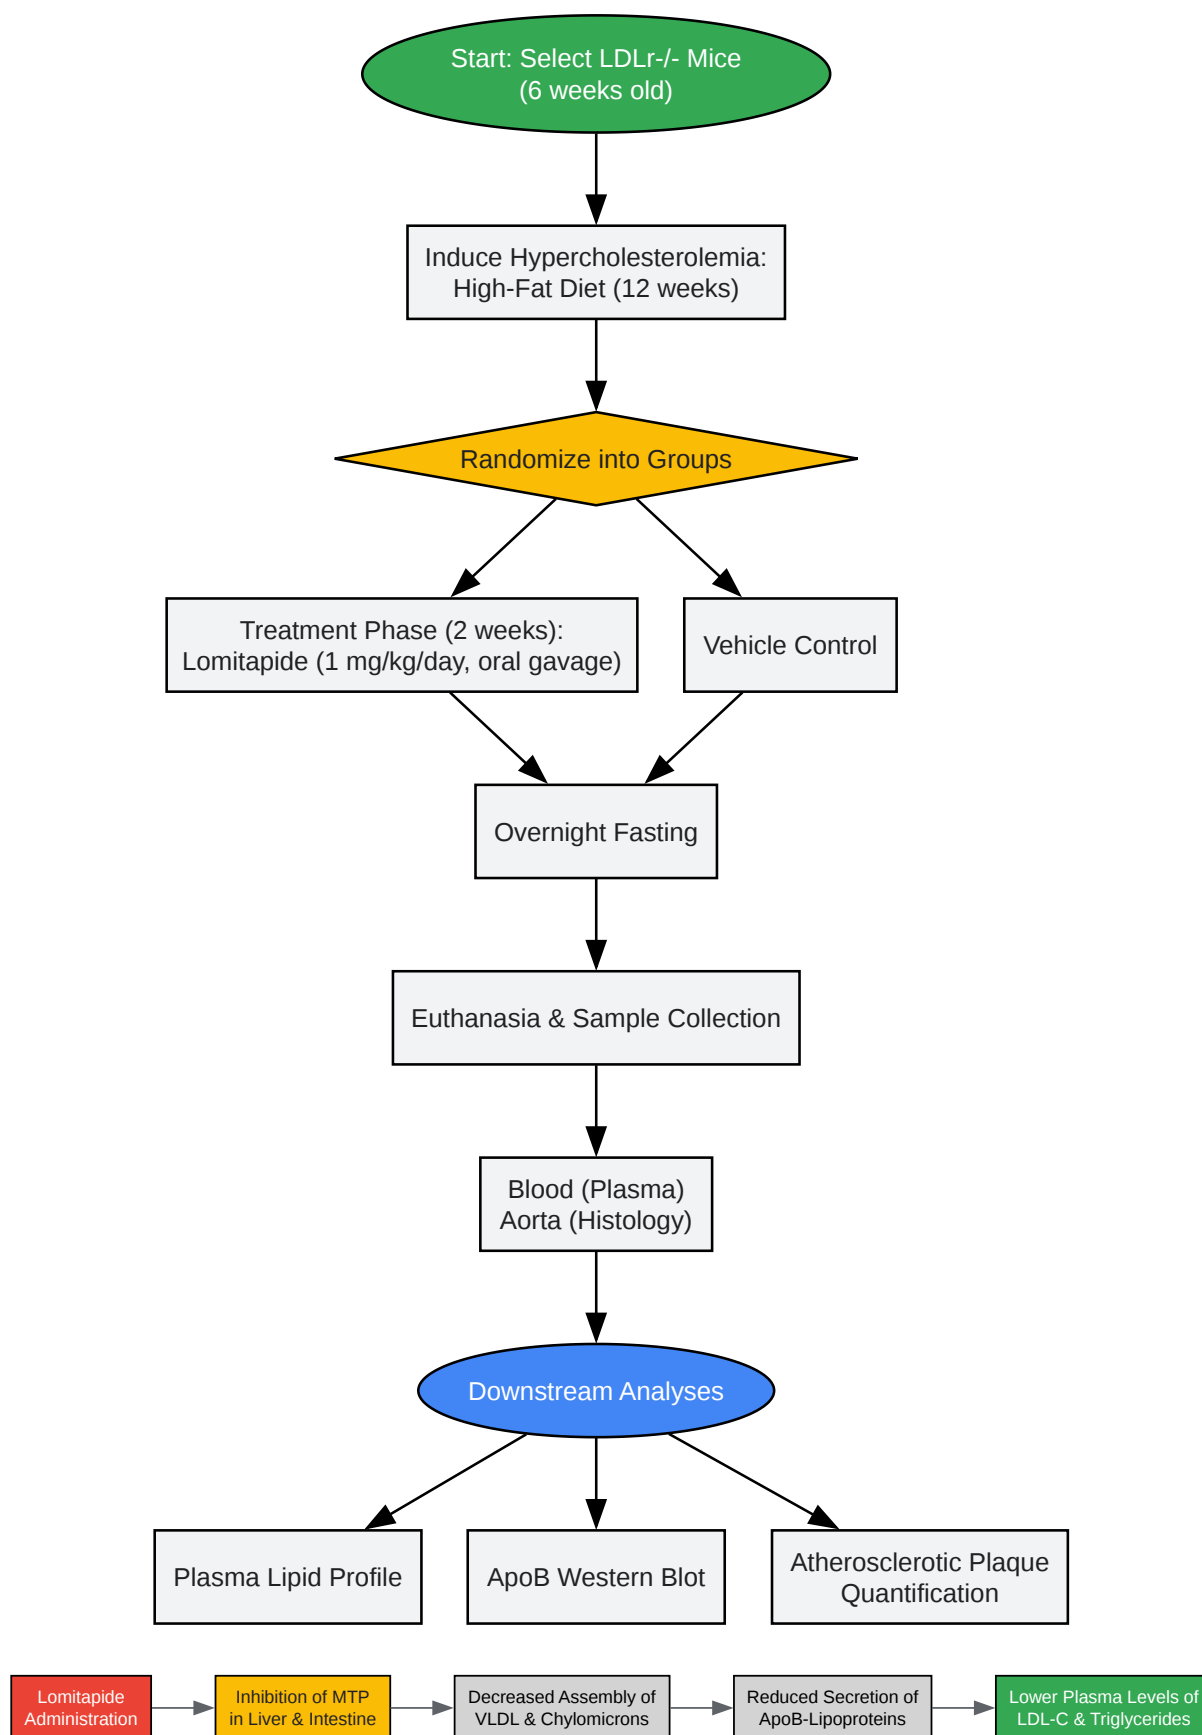 Start: Select LDLr-/- Mice
(6 weeks old)
Induce Hypercholesterolemia:
High-Fat Diet (12 weeks)
Randomize into Groups
Treatment Phase (2 weeks):
Lomitapide (1 mg/kg/day, oral gavage)
Vehicle Control
Overnight Fasting
Euthanasia & Sample Collection
Blood (Plasma)
Aorta (Histology)
Downstream Analyses
Plasma Lipid Profile
ApoB Western Blot
Atherosclerotic Plaque
Quantification
Lomitapide
Administration
Inhibition of MTP
in Liver & Intestine
Decreased Assembly of
VLDL & Chylomicrons
Reduced Secretion of
ApoB-Lipoproteins
Lower Plasma Levels of
LDL-C & Triglycerides